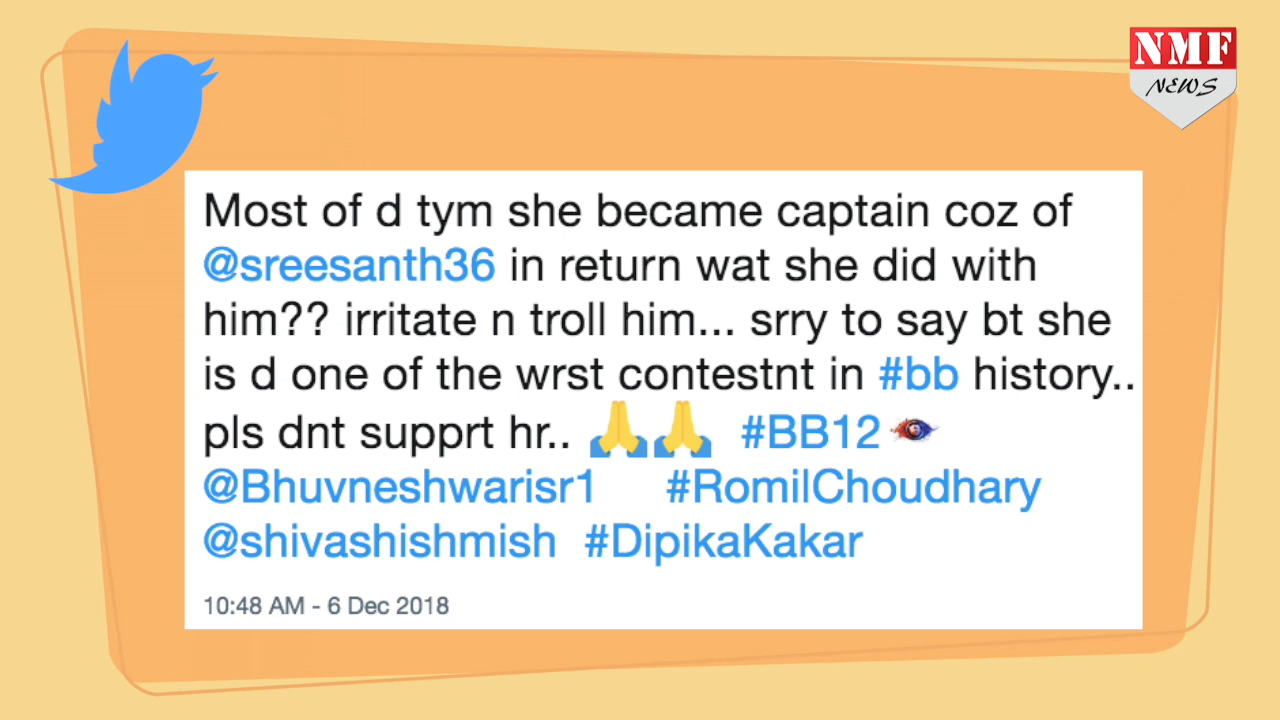 NMF
NEWS
Most of d tym she became captain coz of
@sreesanth36 in return wat she did with
him?? irritate n troll him... srry to say bt she
is d one of the wrst contestnt in #bb history..
pls dnt supprt hr.. 🙏🙏 #BB12
@Bhuvneshwarisr1 #RomilChoudhary
@shivashishmish #DipikaKakar
10:48 AM - 6 Dec 2018